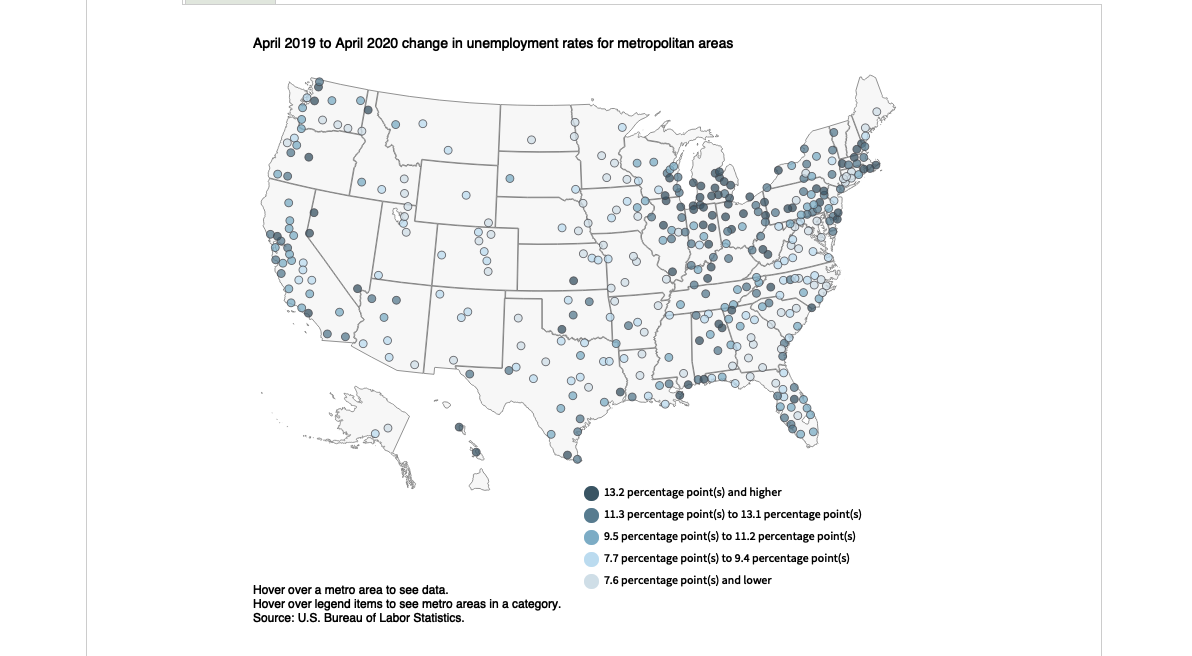 April 2019 to April 2020 change in unemployment rates for metropolitan areas
13.2 percentage point(s) and higher
11.3 percentage point(s) to 13.1 percentage point(s)
9.5 percentage point(s) to 11.2 percentage point(s)
7.7 percentage point(s) to 9.4 percentage point(s)
7.6 percentage point(s) and lower
Hover over a metro area to see data.
Hover over legend items to see metro areas in a category.
Source: U.S. Bureau of Labor Statistics.